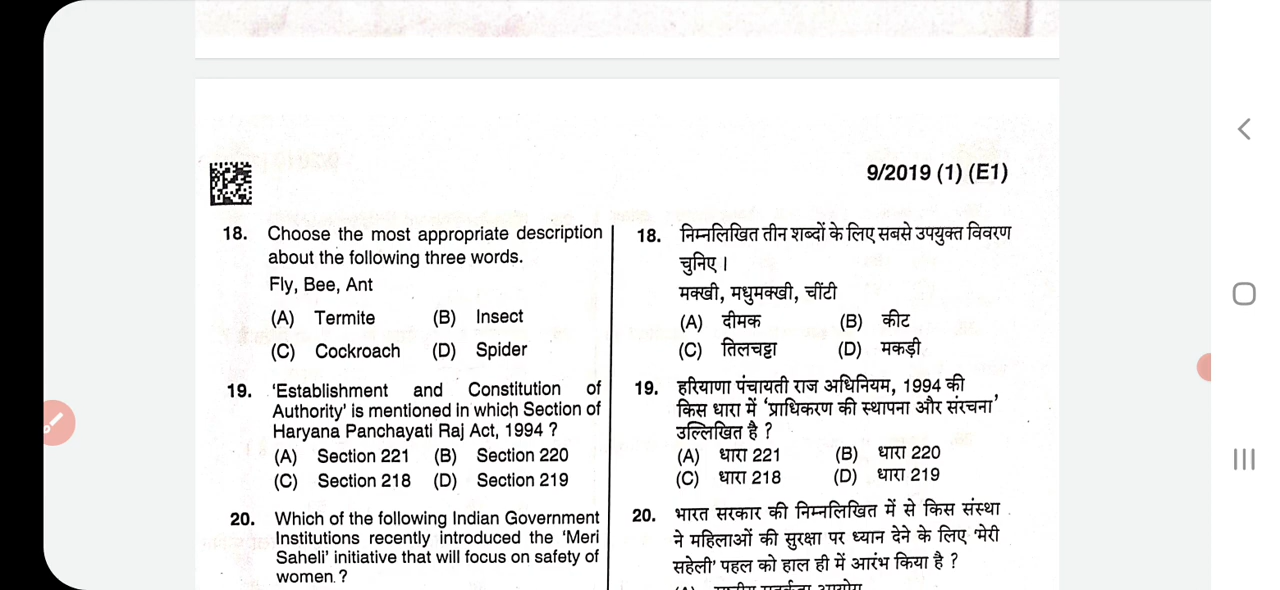 9/2019 (1) (E1)
18. Choose the most appropriate description
about the following three words.
Fly, Bee, Ant
(A) Termite (B) Insect
(C) Cockroach (D) Spider
19. 'Establishment and Constitution of
Authority' is mentioned in which Section of
Haryana Panchayati Raj Act, 1994 ?
(A) Section 221 (B) Section 220
(C) Section 218 (D) Section 219
20. Which of the following Indian Government
Institutions recently introduced the 'Meri
Saheli' initiative that will focus on safety of
women ?
18. निम्नलिखित तीन शब्दों के लिए सबसे उपयुक्त विवरण
चुनिए ।
मक्खी, मधुमक्खी, चींटी
(A) दीमक (B) कीट
(C) तिलचट्टा (D) मकड़ी
19. हरियाणा पंचायती राज अधिनियम, 1994 की
किस धारा में 'प्राधिकरण की स्थापना और संरचना'
उल्लिखित है ?
(A) धारा 221 (B) धारा 220
(C) धारा 218 (D) धारा 219
20. भारत सरकार की निम्नलिखित में से किस संस्था
ने महिलाओं की सुरक्षा पर ध्यान देने के लिए 'मेरी
सहेली' पहल को हाल ही में आरंभ किया है ?